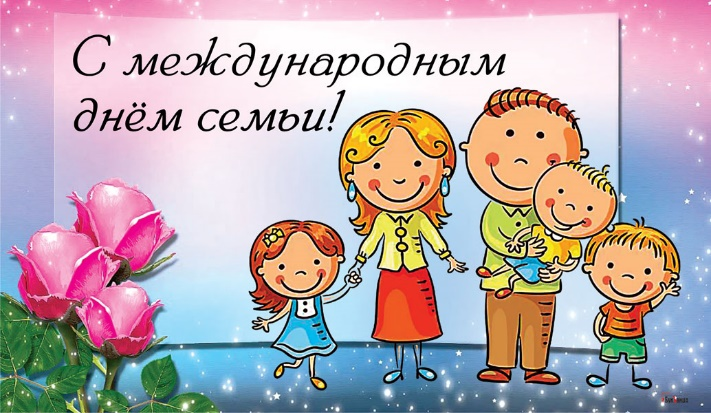 С международным
днём семьи!